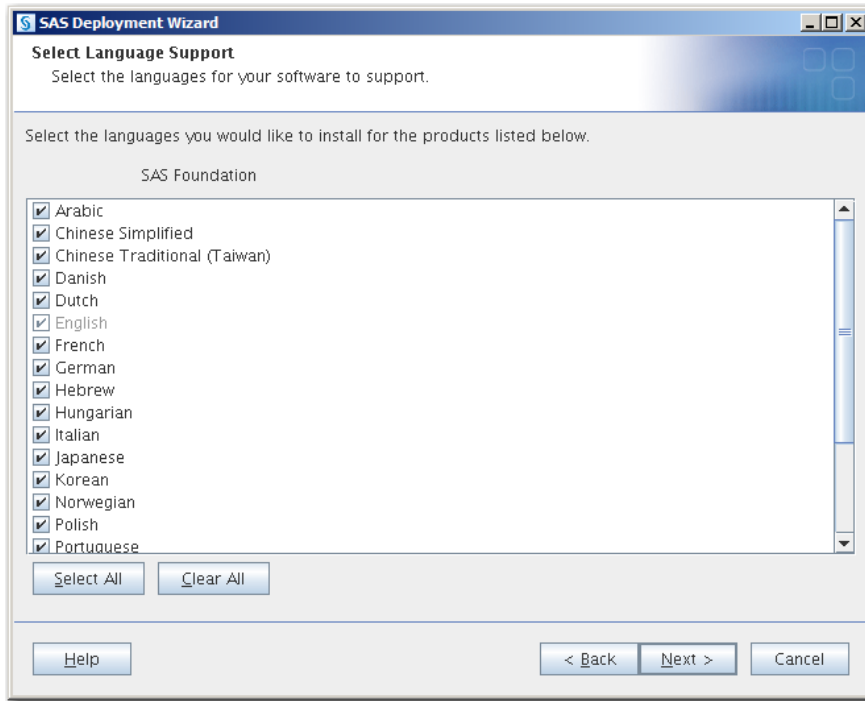 SAS Deployment Wizard
Select Language Support
Select the languages for your software to support.
Select the languages you would like to install for the products listed below.
SAS Foundation
Arabic
Chinese Simplified
Chinese Traditional (Taiwan)
Danish
Dutch
English
French
German
Hebrew
Hungarian
Italian
Japanese
Korean
Norwegian
Polish
Portuguese
Select All Clear All
Help < Back Next > Cancel